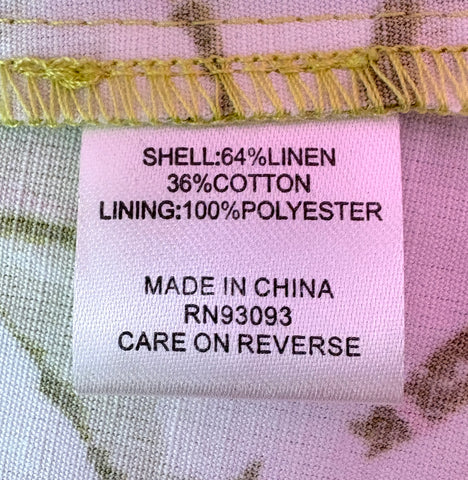 SHELL:64%LINEN
36%COTTON
LINING:100%POLYESTER
MADE IN CHINA
RN93093
CARE ON REVERSE